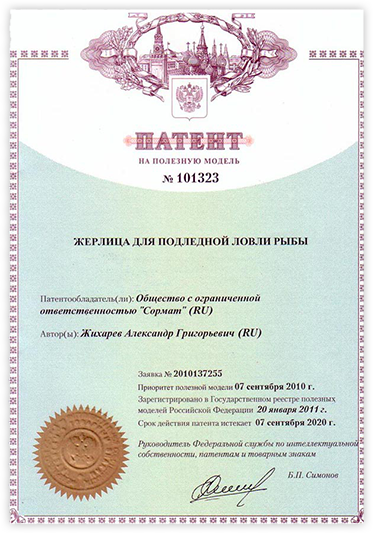 ПАТЕНТ
НА ПОЛЕЗНУЮ МОДЕЛЬ
№ 101323
ЖЕРЛИЦА ДЛЯ ПОДЛЕДНОЙ ЛОВЛИ РЫБЫ
Патентообладатель(ли): Общество с ограниченной
ответственностью "Сормат" (RU)
Автор(ы): Жихарев Александр Григорьевич (RU)
Заявка № 2010137255
Приоритет полезной модели 07 сентября 2010 г.
Зарегистрировано в Государственном реестре полезных
моделей Российской Федерации 20 января 2011 г.
Срок действия патента истекает 07 сентября 2020 г.
Руководитель Федеральной службы по интеллектуальной
собственности, патентам и товарным знакам
Б.П. Симонов